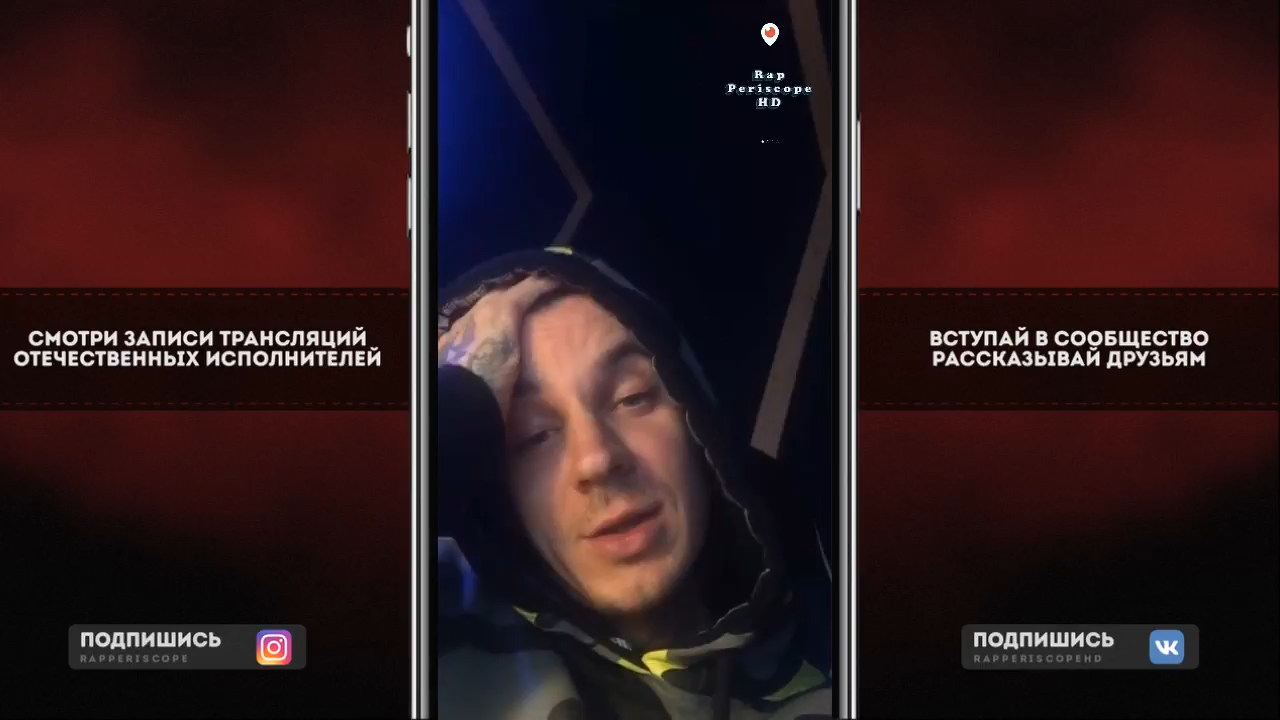 Rap
Periscope
HD
СМОТРИ ЗАПИСИ ТРАНСЛЯЦИЙ
ОТЕЧЕСТВЕННЫХ ИСПОЛНИТЕЛЕЙ
ВСТУПАЙ В СООБЩЕСТВО
РАССКАЗЫВАЙ ДРУЗЬЯМ
ПОДПИШИСЬ
RAPPERISCOPE
ПОДПИШИСЬ
RAPPERISCOPEHD